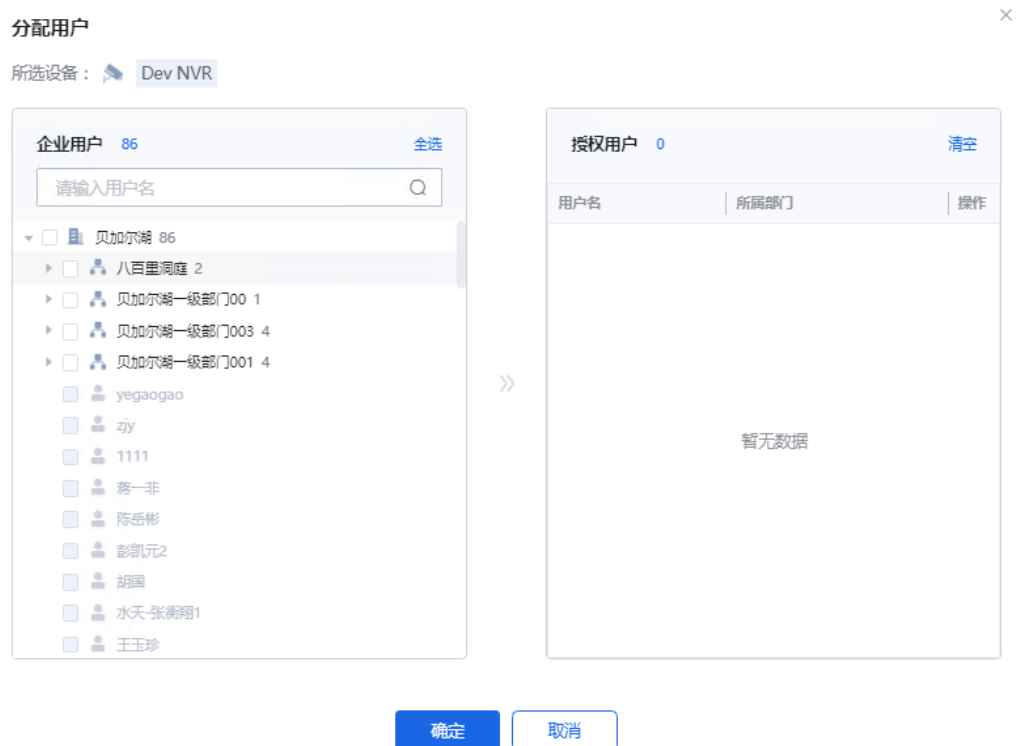 分配用户
所选设备： Dev NVR
企业用户 86 全选
请输入用户名
贝加尔湖 86
八百里洞庭 2
贝加尔湖一级部门00 1
贝加尔湖一级部门003 4
贝加尔湖一级部门001 4
yegaogao
zjy
1111
蒋一非
陈岳彬
彭凯元2
胡国
水天-张衡翔1
王玉珍
授权用户 0 清空
用户名 所属部门 操作
暂无数据
确定 取消